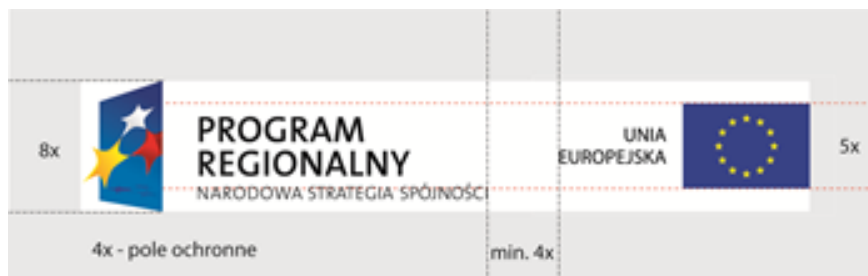 8x
PROGRAM
REGIONALNY
NARODOWA STRATEGIA SPÓJNOŚCI
UNIA
EUROPEJSKA
5x
4x - pole ochronne
min. 4x